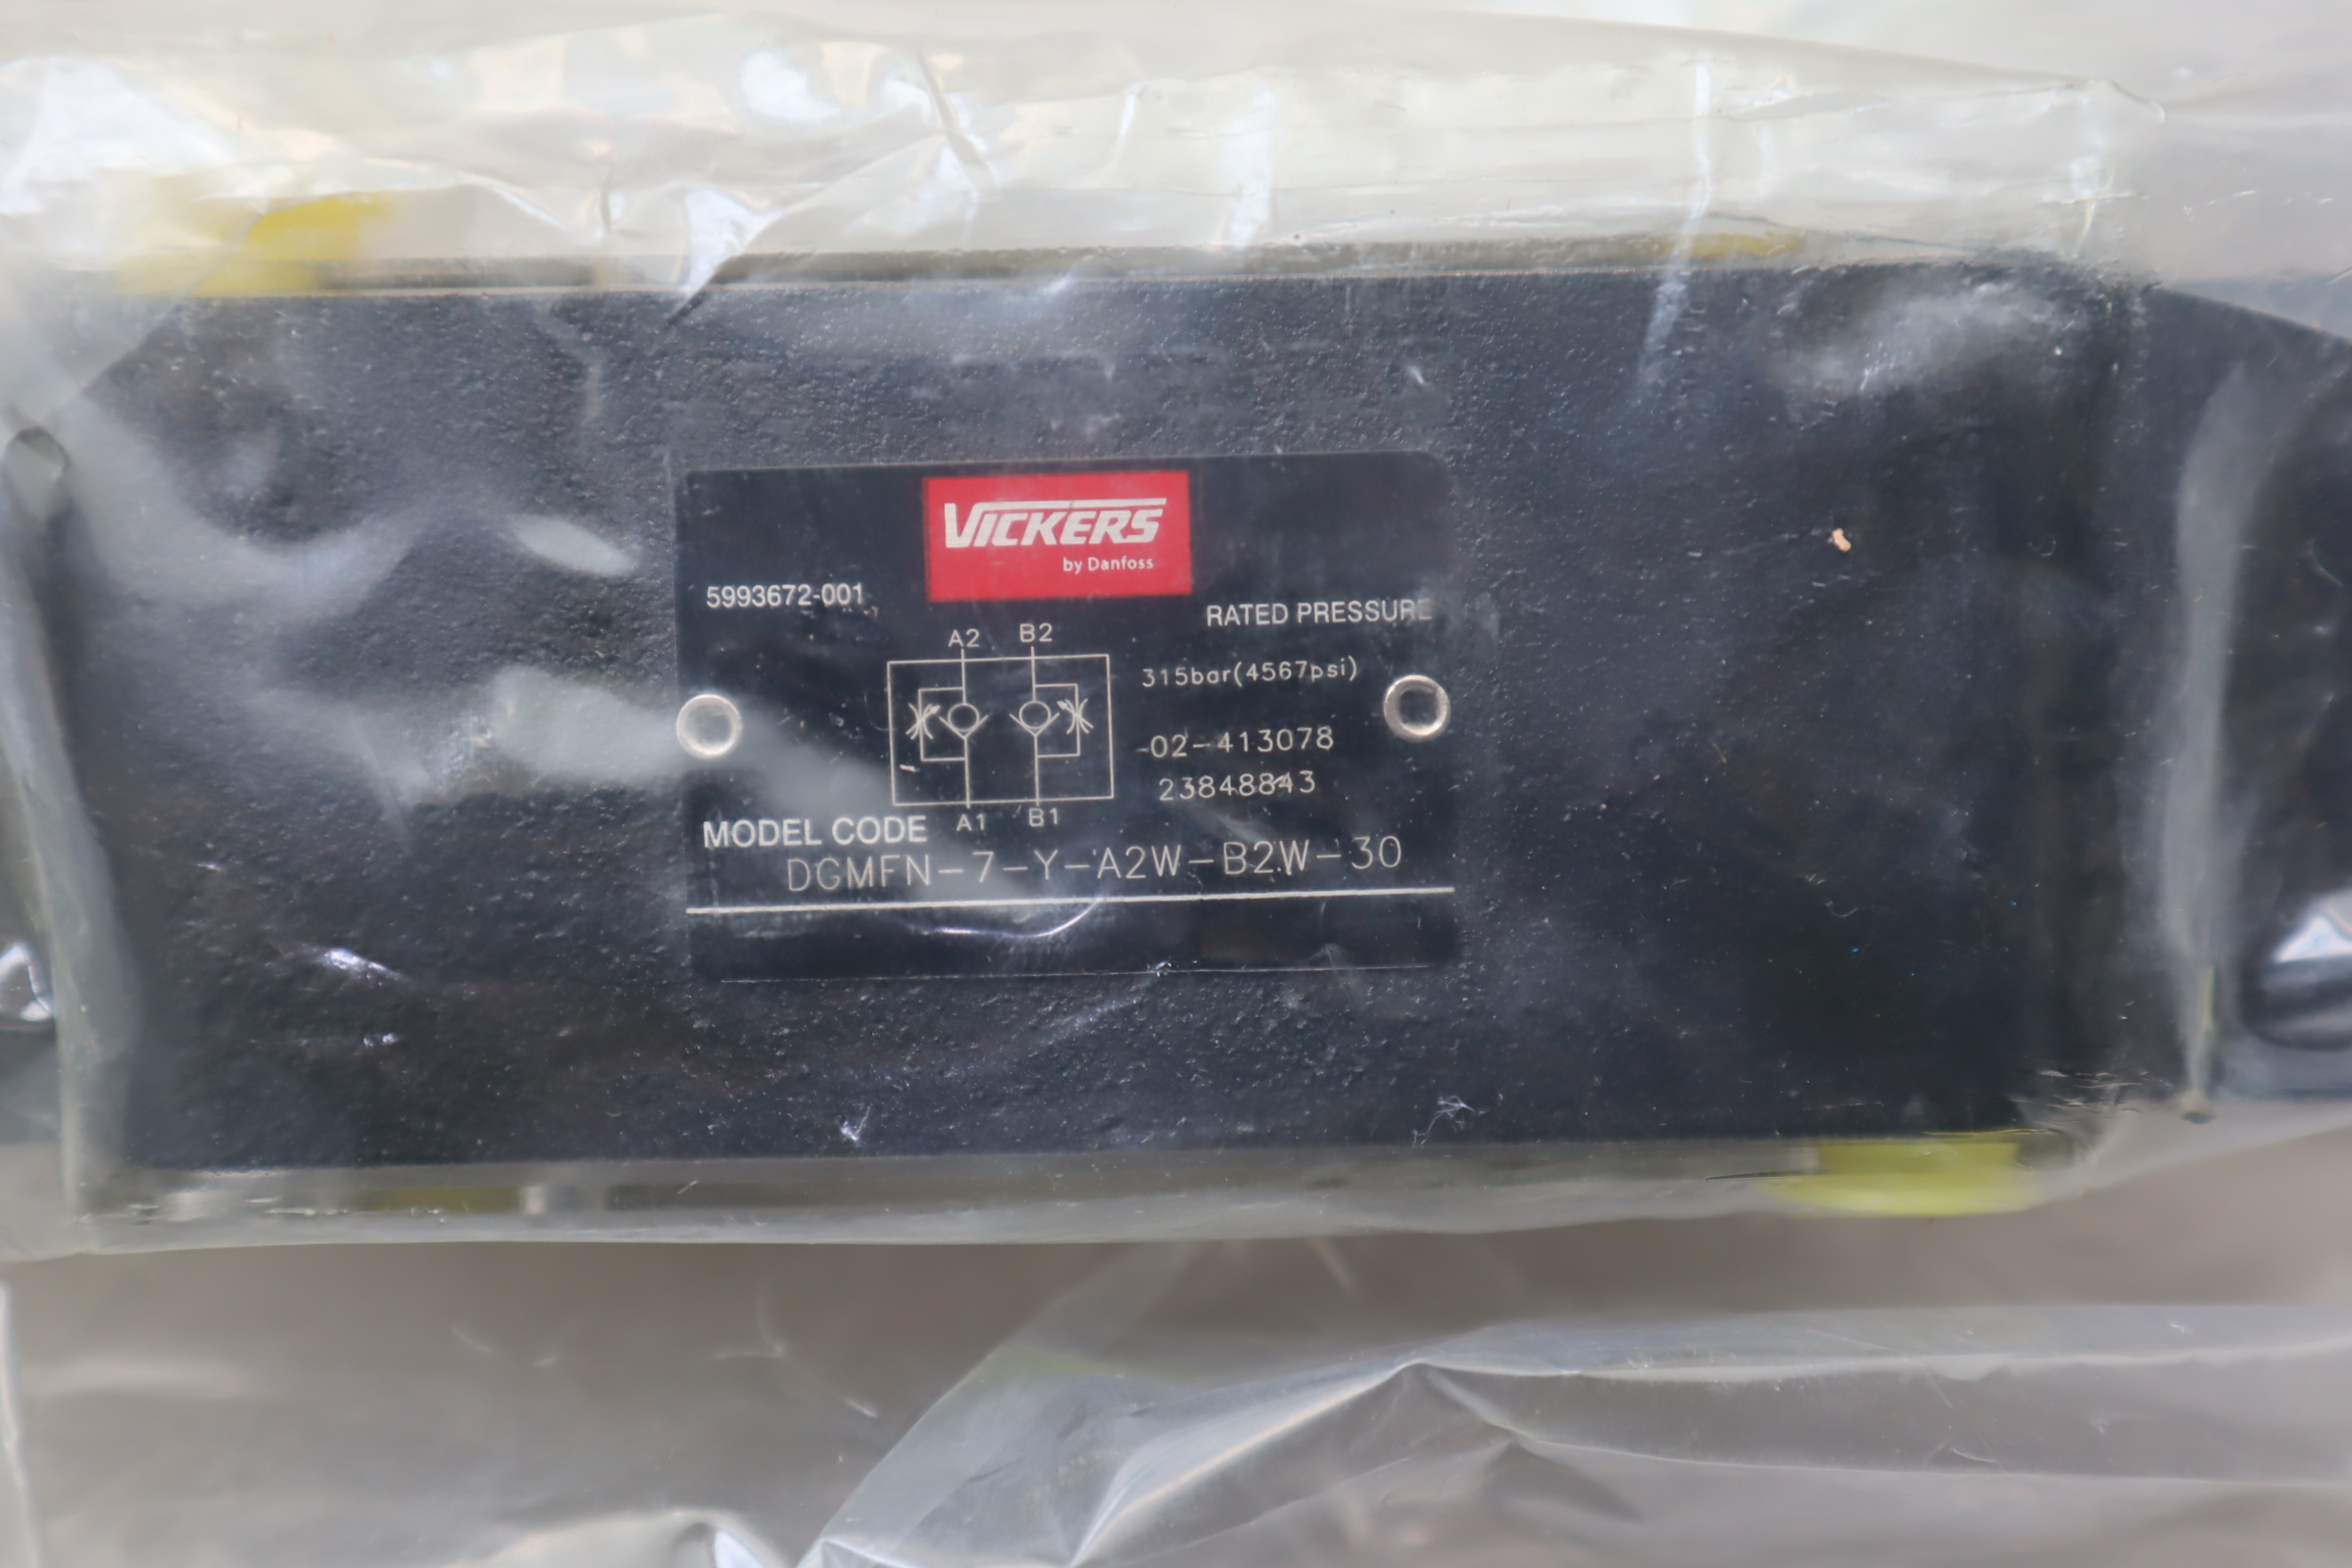 VICKERS
by Danfoss
5993672-001
RATED PRESSURE
A2 B2
315bar(4567psi)
02-413078
23848843
A1 B1
MODEL CODE
DGMFN-7-Y-A2W-B2W-30